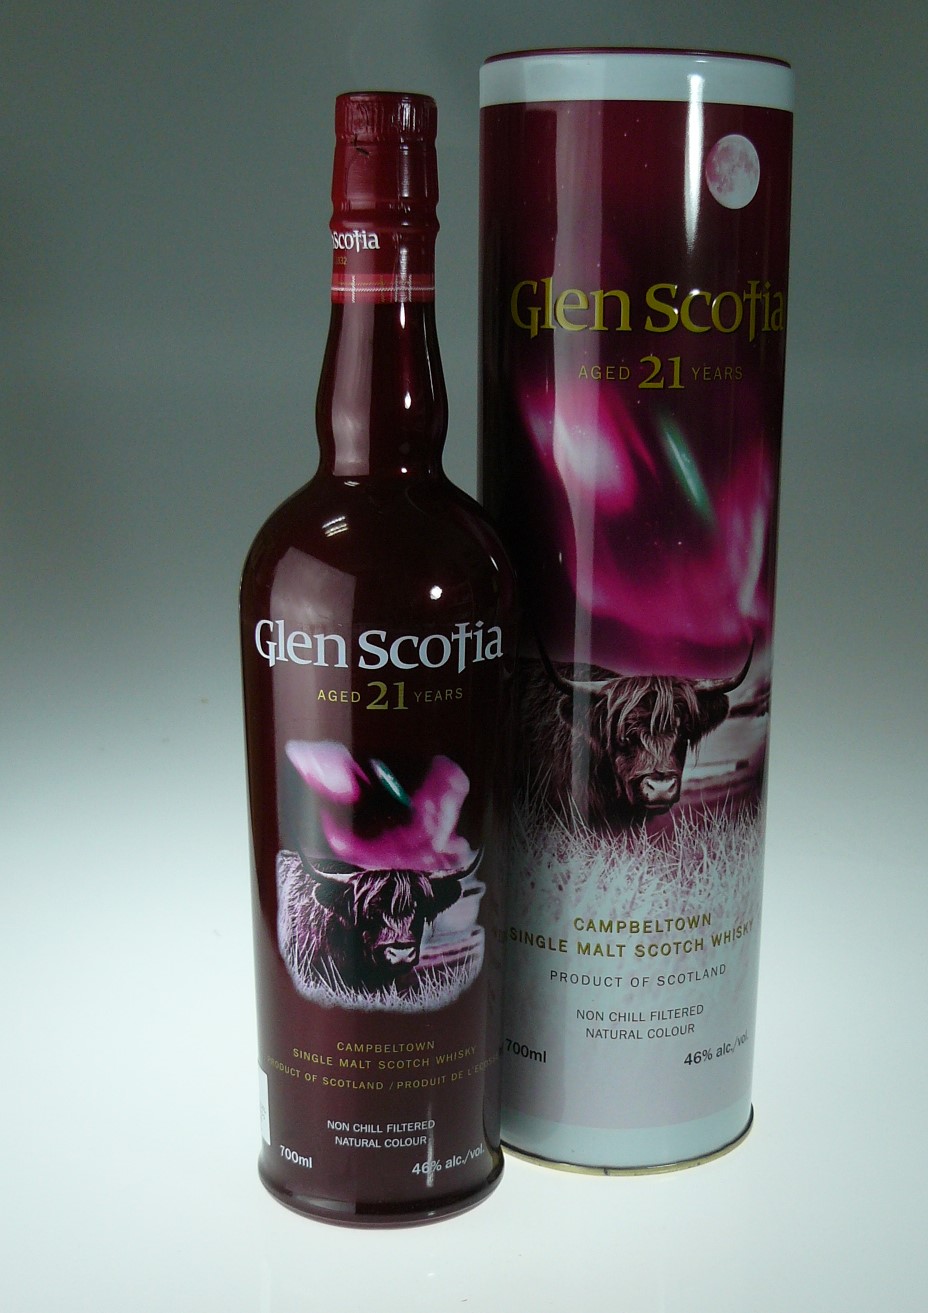 Scotia
Glen Scotia
AGED 21 YEARS
CAMPBELTOWN
SINGLE MALT SCOTCH WHISKY
PRODUCT OF SCOTLAND / PRODUIT DE
NON CHILL FILTERED
NATURAL COLOUR
700ml
46% alc./vol.
Glen Scotia
AGED 21 YEARS
CAMPBELTOWN
SINGLE MALT SCOTCH WHISKY
PRODUCT OF SCOTLAND
NON CHILL FILTERED
NATURAL COLOUR
700ml
46% alc./vol.